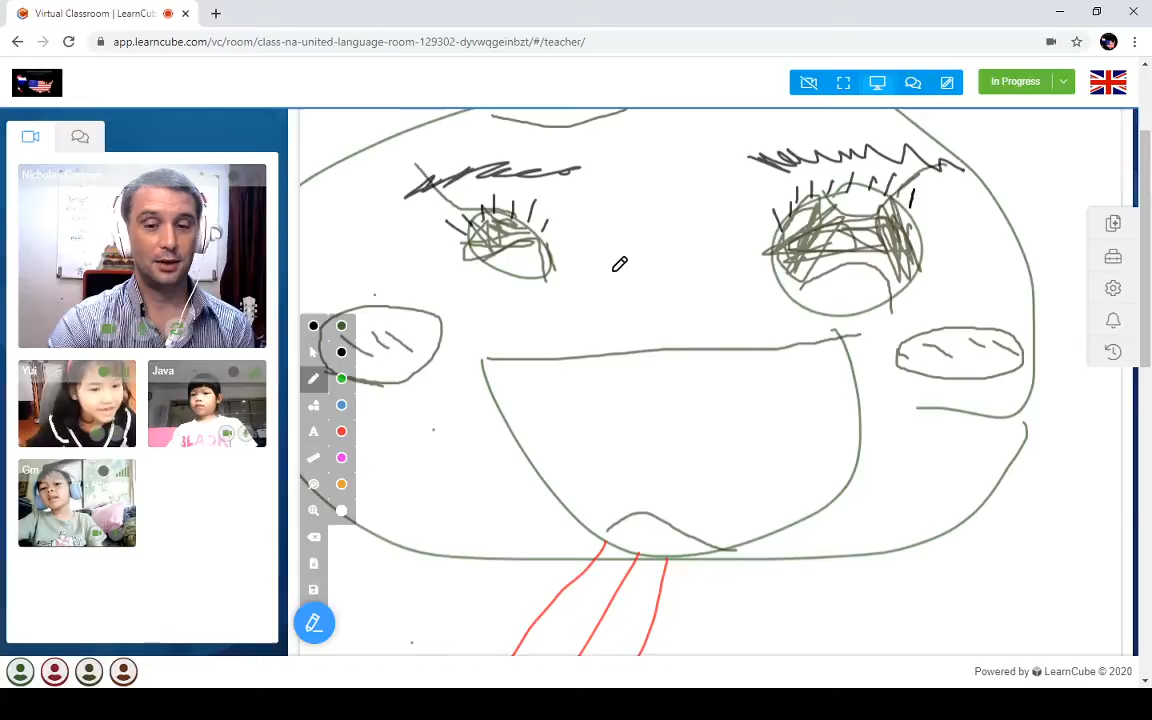 Virtual Classroom | LearnCub
app.learncube.com/vc/room/class-na-united-language-room-129302-dyvwqgeinbzt/#/teacher/
In Progress
Nicholas
Yui
Java
Gm
A
Powered by LearnCube © 2020